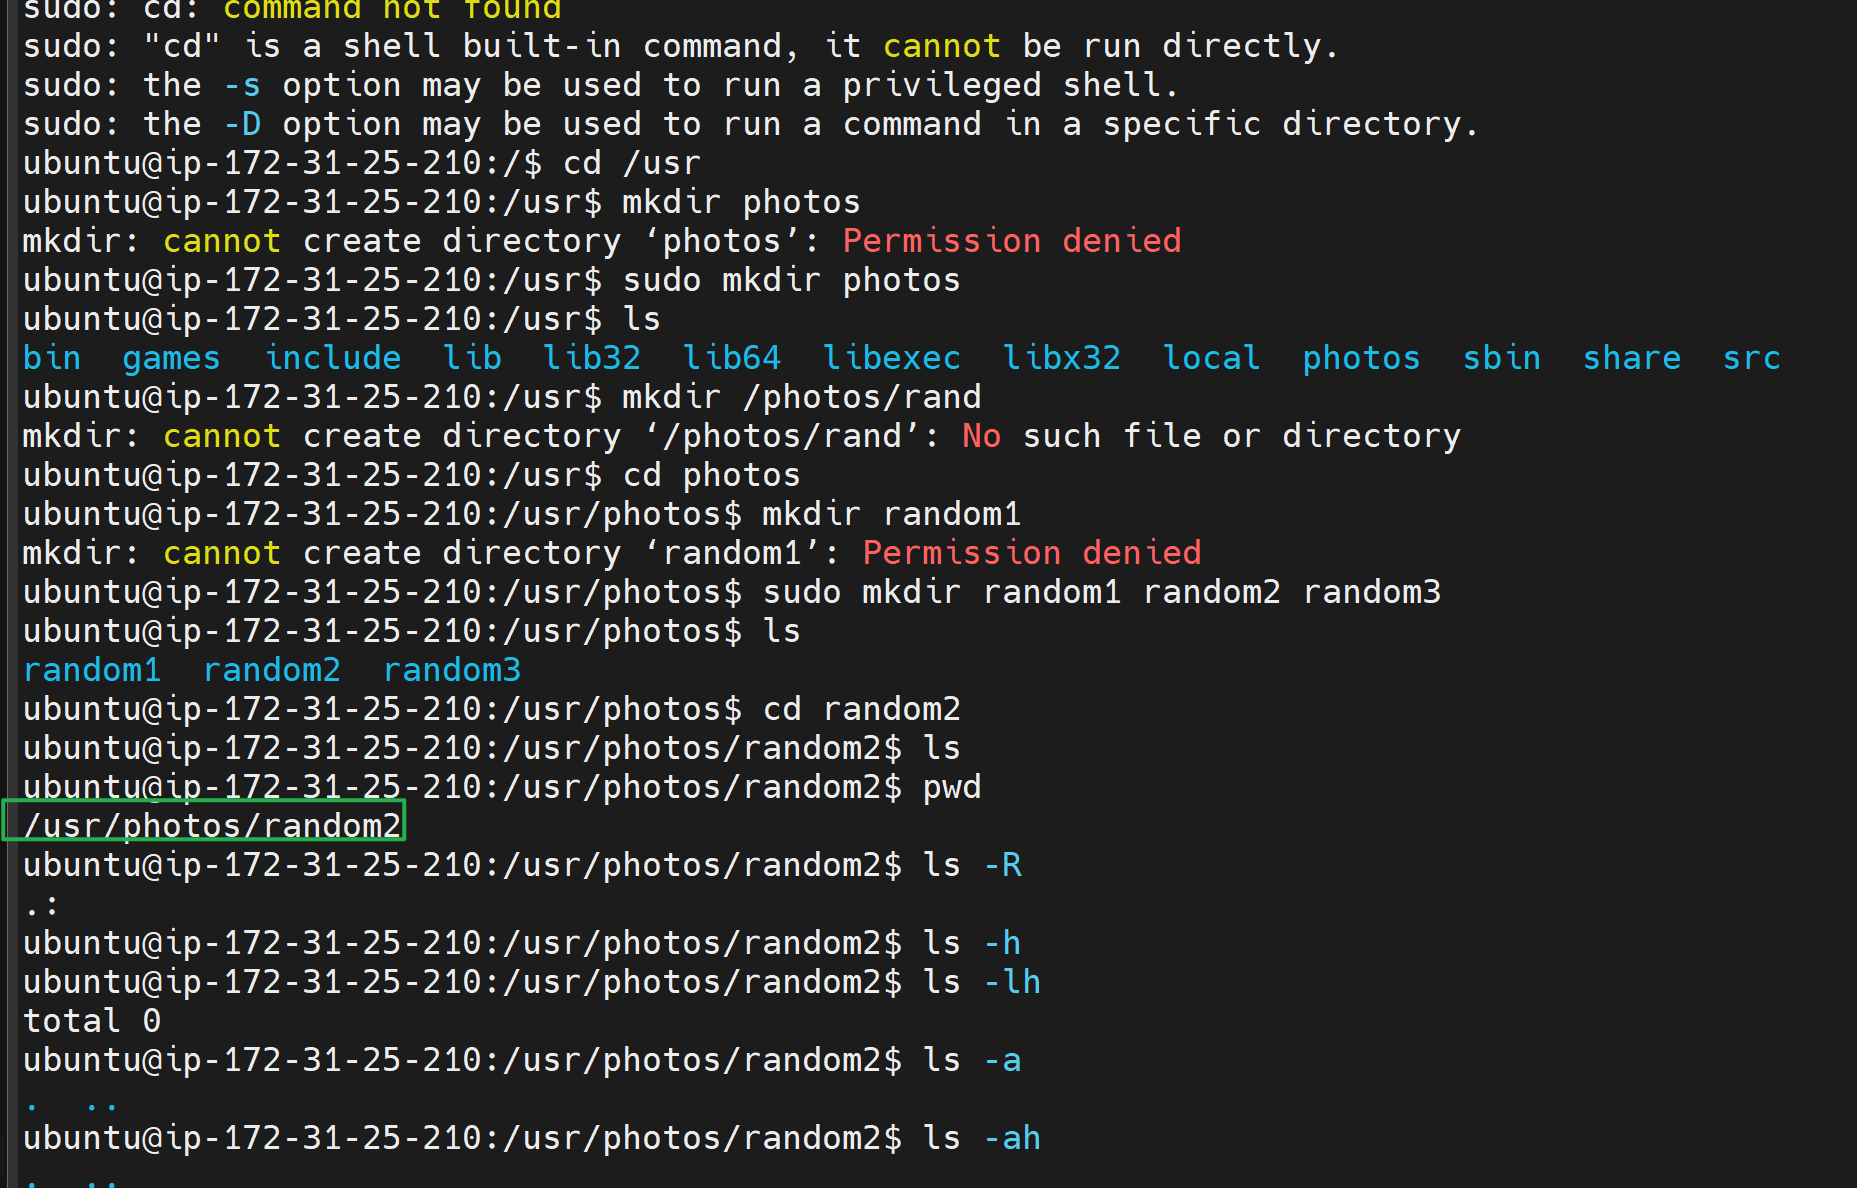 sudo: cd: command not found
sudo: "cd" is a shell built-in command, it cannot be run directly.
sudo: the -s option may be used to run a privileged shell.
sudo: the -D option may be used to run a command in a specific directory.
ubuntu@ip-172-31-25-210:/$ cd /usr
ubuntu@ip-172-31-25-210:/usr$ mkdir photos
mkdir: cannot create directory ‘photos’: Permission denied
ubuntu@ip-172-31-25-210:/usr$ sudo mkdir photos
ubuntu@ip-172-31-25-210:/usr$ ls
bin  games  include  lib  lib32  lib64  libexec  libx32  local  photos  sbin  share  src
ubuntu@ip-172-31-25-210:/usr$ mkdir /photos/rand
mkdir: cannot create directory ‘/photos/rand’: No such file or directory
ubuntu@ip-172-31-25-210:/usr$ cd photos
ubuntu@ip-172-31-25-210:/usr/photos$ mkdir random1
mkdir: cannot create directory ‘random1’: Permission denied
ubuntu@ip-172-31-25-210:/usr/photos$ sudo mkdir random1 random2 random3
ubuntu@ip-172-31-25-210:/usr/photos$ ls
random1  random2  random3
ubuntu@ip-172-31-25-210:/usr/photos$ cd random2
ubuntu@ip-172-31-25-210:/usr/photos/random2$ ls
ubuntu@ip-172-31-25-210:/usr/photos/random2$ pwd
/usr/photos/random2
ubuntu@ip-172-31-25-210:/usr/photos/random2$ ls -R
.:
ubuntu@ip-172-31-25-210:/usr/photos/random2$ ls -h
ubuntu@ip-172-31-25-210:/usr/photos/random2$ ls -lh
total 0
ubuntu@ip-172-31-25-210:/usr/photos/random2$ ls -a
.  ..
ubuntu@ip-172-31-25-210:/usr/photos/random2$ ls -ah
.  ..